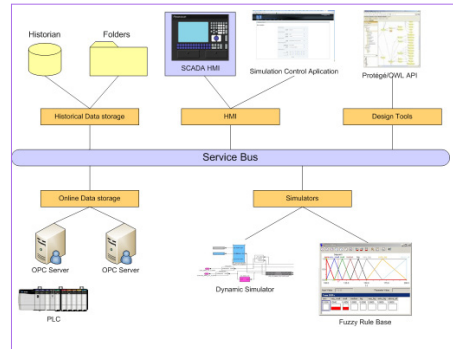 Historian
Folders
SCADA HMI
Simulation Control Aplication
Protégé/OWL API
Historical Data storage
HMI
Design Tools
Service Bus
Online Data storage
Simulators
OPC Server
OPC Server
Dynamic Simulator
PLC
Fuzzy Rule Base